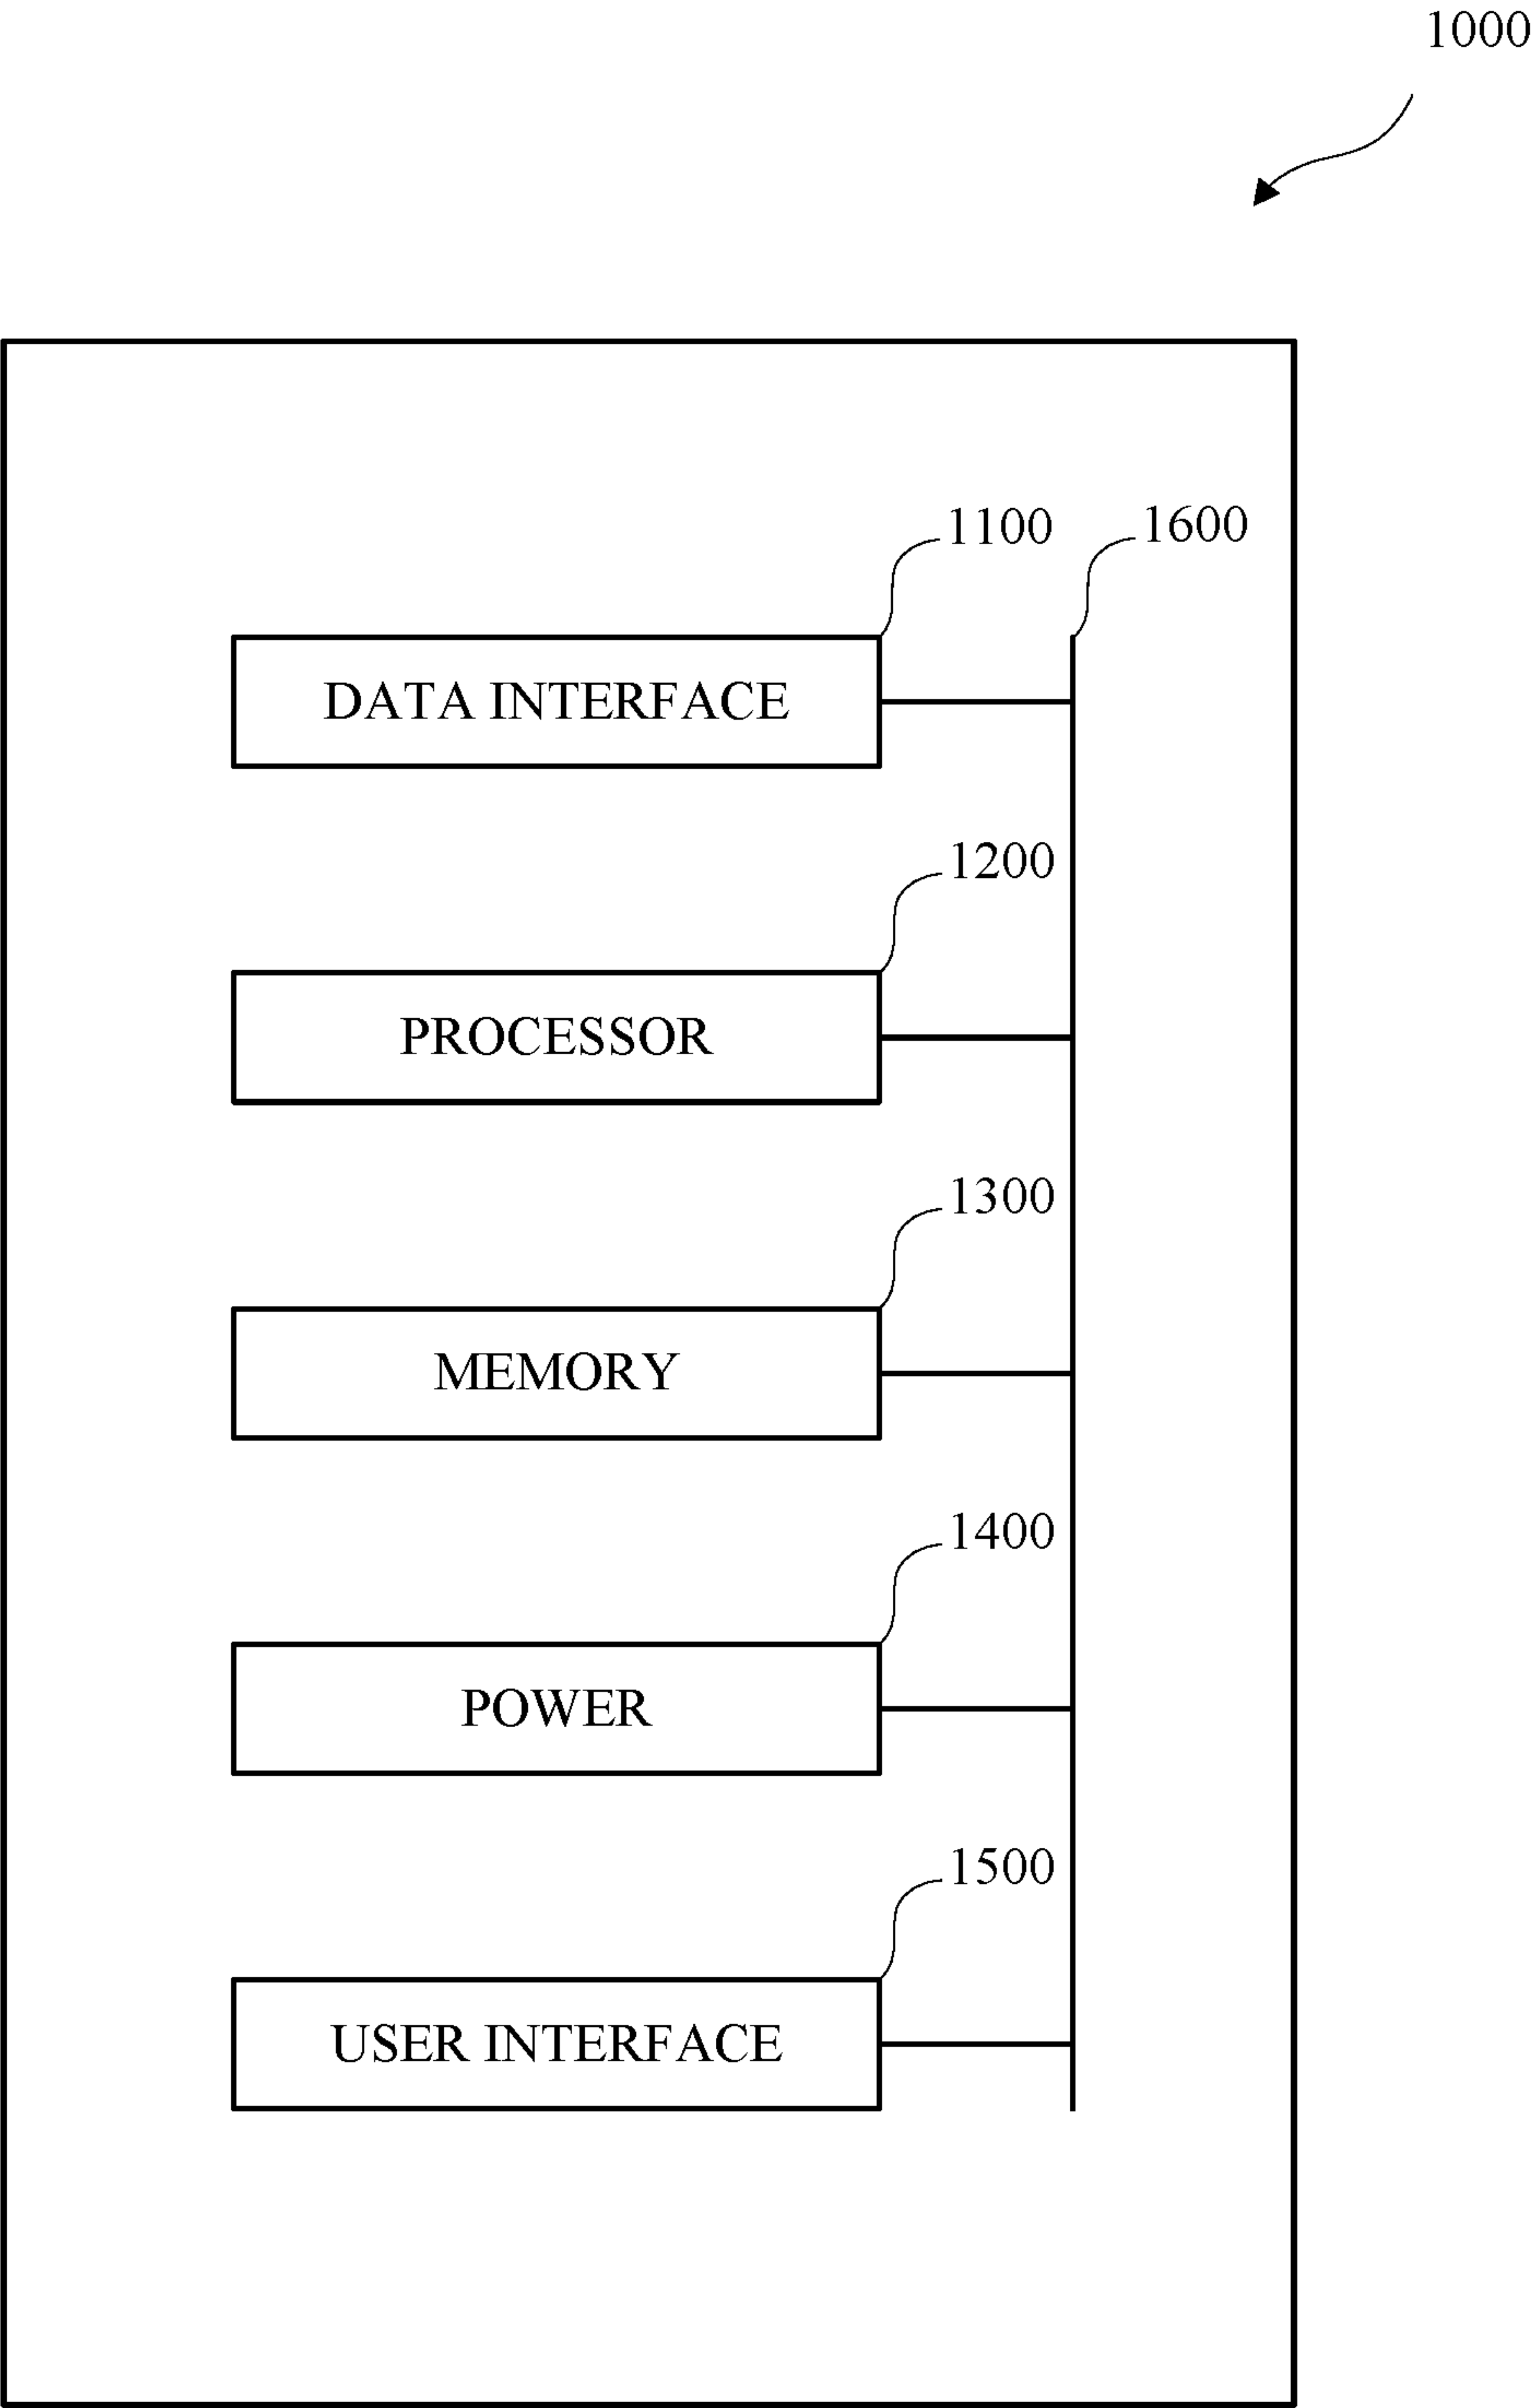 1000
1100
1600
DATA INTERFACE
1200
PROCESSOR
1300
MEMORY
1400
POWER
1500
USER INTERFACE